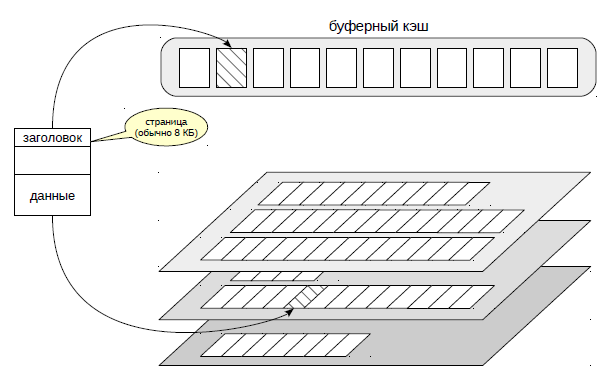 буферный кэш
страница
(обычно 8 КБ)
заголовок
данные